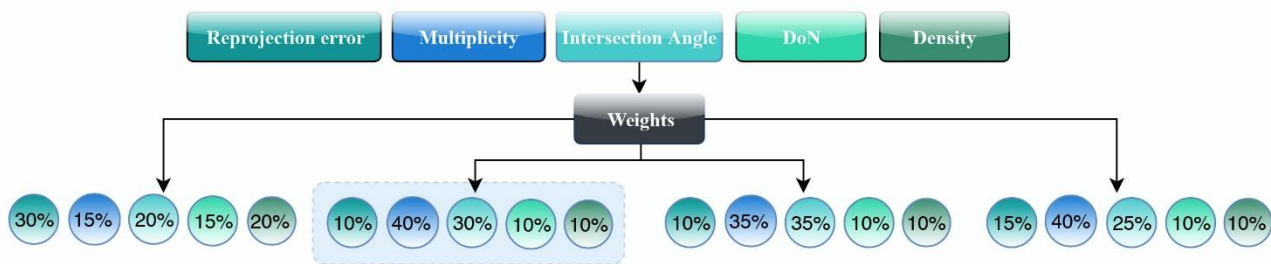 Reprojection error Multiplicity Intersection Angle DoN Density
Weights
30% 15% 20% 15% 20% 10% 40% 30% 10% 10% 10% 35% 35% 10% 10% 15% 40% 25% 10% 10%